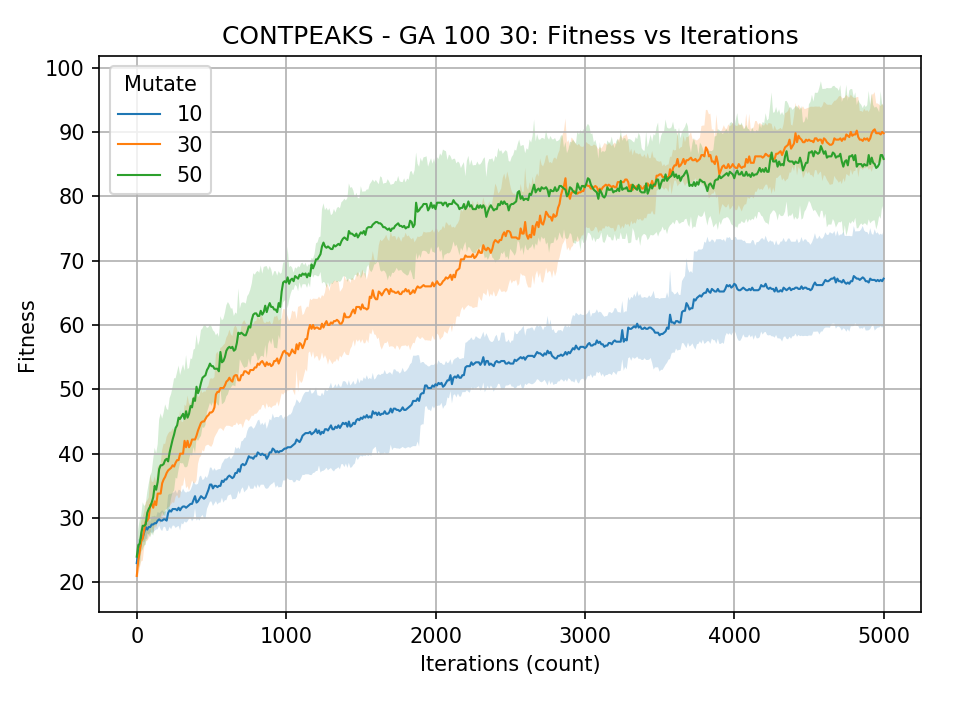 CONTPEAKS - GA 100 30: Fitness vs Iterations
Mutate
10
30
50
100
90
80
70
60
50
40
30
20
Fitness
0 1000 2000 3000 4000 5000
Iterations (count)